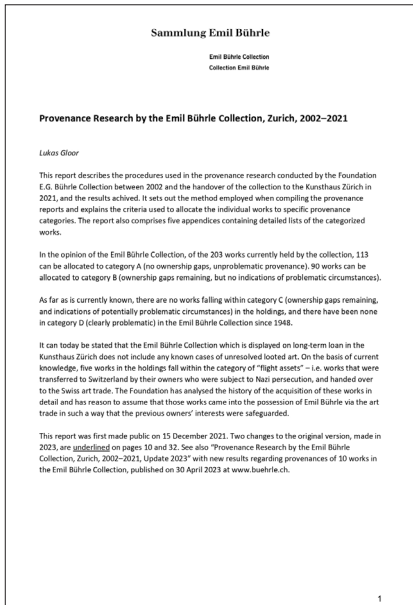 Sammlung Emil Bührle
Emil Bührle Collection
Collection Emil Bührle
Provenance Research by the Emil Bührle Collection, Zurich, 2002–2021
Lukas Gloor
This report describes the procedures used in the provenance research conducted by the Foundation
E.G. Bührle Collection between 2002 and the handover of the collection to the Kunsthaus Zürich in
2021, and the results achived. It sets out the method employed when compiling the provenance
reports and explains the criteria used to allocate the individual works to specific provenance
categories. The report also comprises five appendices containing detailed lists of the categorized
works.
In the opinion of the Emil Bührle Collection, of the 203 works currently held by the collection, 113
can be allocated to category A (no ownership gaps, unproblematic provenance). 90 works can be
allocated to category B (ownership gaps remaining, but no indications of problematic circumstances).
As far as is currently known, there are no works falling within category C (ownership gaps remaining,
and indications of potentially problematic circumstances) in the holdings, and there have been none
in category D (clearly problematic) in the Emil Bührle Collection since 1948.
It can today be stated that the Emil Bührle Collection which is displayed on long-term loan in the
Kunsthaus Zürich does not include any known cases of unresolved looted art. On the basis of current
knowledge, five works in the holdings fall within the category of "flight assets" – i.e. works that were
transferred to Switzerland by their owners who were subject to Nazi persecution, and handed over
to the Swiss art trade. The Foundation has analysed the history of the acquisition of these works in
detail and has reason to assume that those works came into the possession of Emil Bührle via the art
trade in such a way that the previous owners' interests were safeguarded.
This report was first made public on 15 December 2021. Two changes to the original version, made in
2023, are underlined on pages 10 and 32. See also "Provenance Research by the Emil Bührle
Collection, Zurich, 2002–2021, Update 2023" with new results regarding provenances of 10 works in
the Emil Bührle Collection, published on 30 April 2023 at www.buehrle.ch.
1